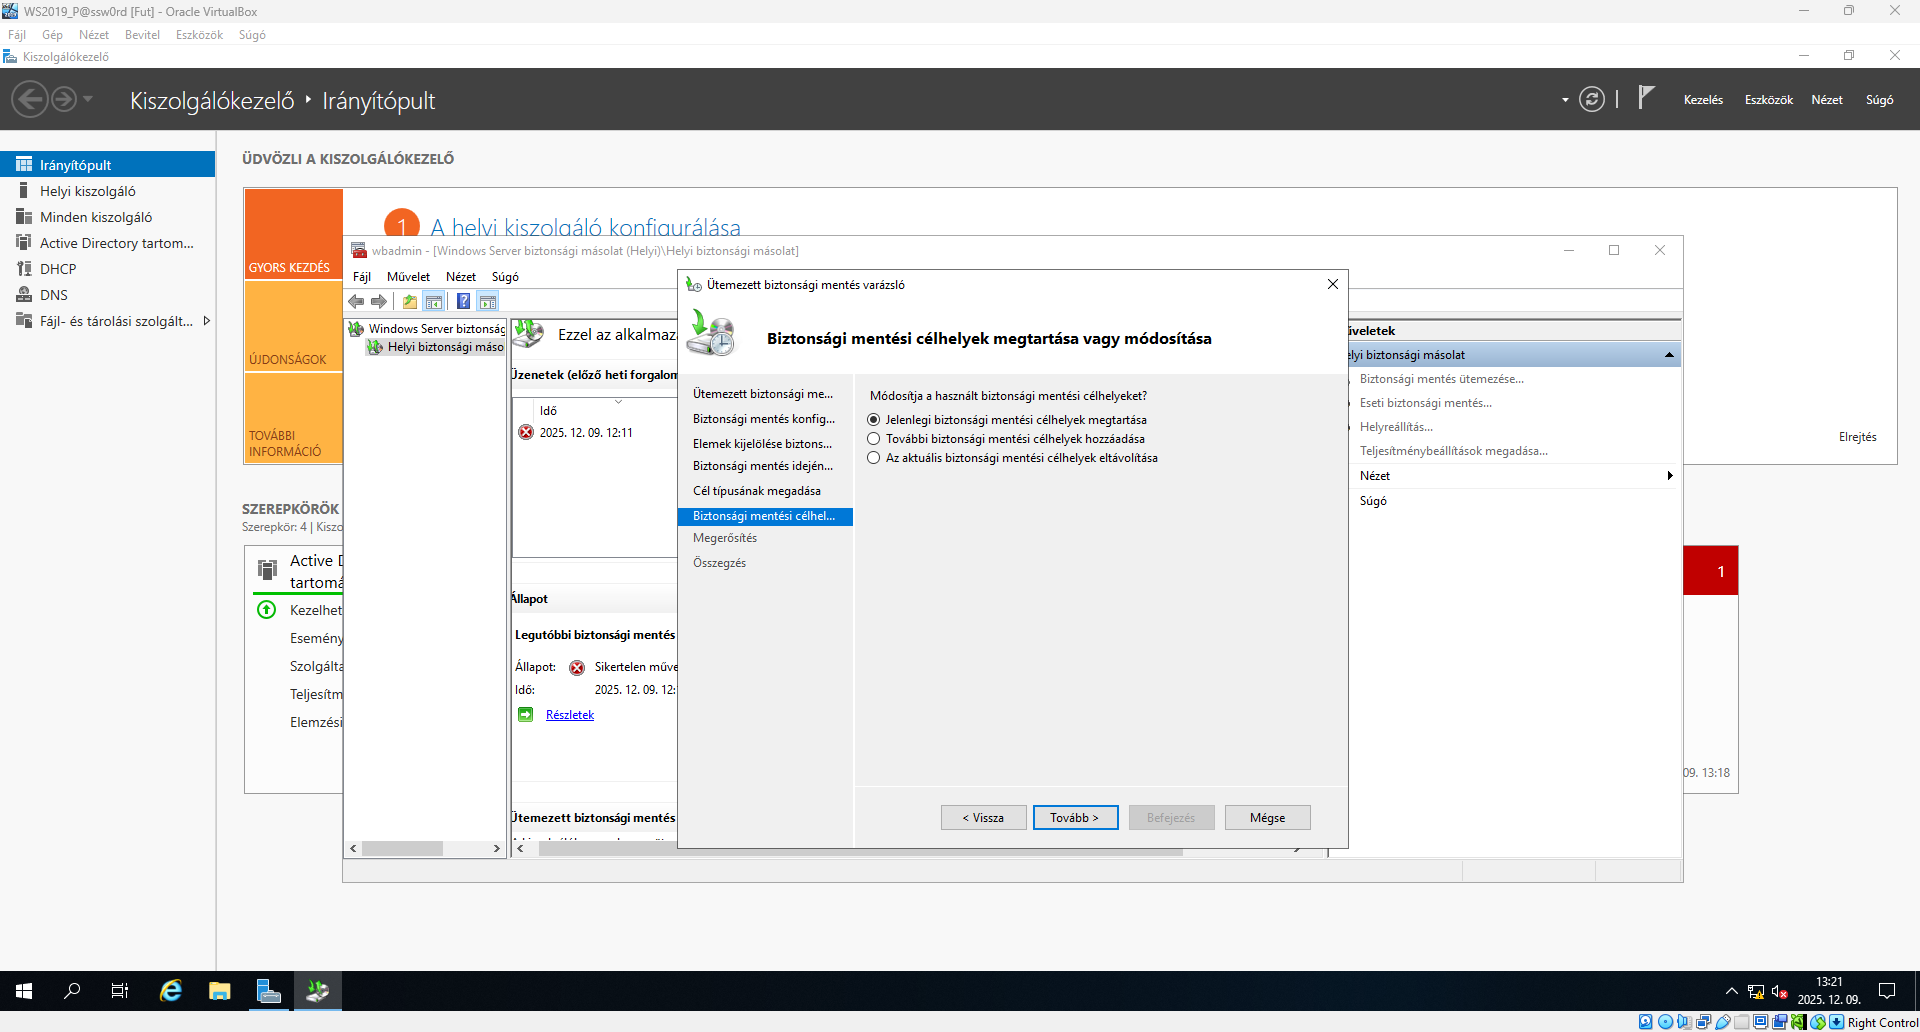 WS2019_P@ssw0rd [Fut] - Oracle VirtualBox
Fájl Gép Nézet Bevitel Eszközök Súgó
Kiszolgálókezelő
Kiszolgálókezelő ‣ Irányítópult
Kezelés Eszközök Nézet Súgó
Irányítópult
Helyi kiszolgáló
Minden kiszolgáló
Active Directory tartom...
DHCP
DNS
Fájl- és tárolási szolgált...
ÜDVÖZLI A KISZOLGÁLÓKEZELŐ
1 A helyi kiszolgáló konfigurálása
GYORS KEZDÉS
ÚJDONSÁGOK
TOVÁBBI
INFORMÁCIÓ
Elrejtés
SZEREPKÖRÖK
Szerepkör: 4 | Kiszo
Active D
tartomá
Kezelhet
Esemény
Szolgálta
Teljesítm
Elemzési
1
09. 13:18
wbadmin - [Windows Server biztonsági másolat (Helyi)\Helyi biztonsági másolat]
Fájl Művelet Nézet Súgó
Windows Server biztonság
Helyi biztonsági máso
Ezzel az alkalmaza
Üzenetek (előző heti forgalom
Idő
2025. 12. 09. 12:11
Állapot
Legutóbbi biztonsági mentés
Állapot: Sikertelen műve
Idő: 2025. 12. 09. 12:
Részletek
Ütemezett biztonsági mentés
űveletek
elyi biztonsági másolat
Biztonsági mentés ütemezése...
Eseti biztonsági mentés...
Helyreállítás...
Teljesítménybeállítások megadása...
Nézet
Súgó
Ütemezett biztonsági mentés varázsló
Biztonsági mentési célhelyek megtartása vagy módosítása
Ütemezett biztonsági me...
Biztonsági mentés konfig...
Elemek kijelölése biztons...
Biztonsági mentés idején...
Cél típusának megadása
Biztonsági mentési célhel...
Megerősítés
Összegzés
Módosítja a használt biztonsági mentési célhelyeket?
Jelenlegi biztonsági mentési célhelyek megtartása
További biztonsági mentési célhelyek hozzáadása
Az aktuális biztonsági mentési célhelyek eltávolítása
< Vissza Tovább > Befejezés Mégse
13:21
2025. 12. 09.
Right Control